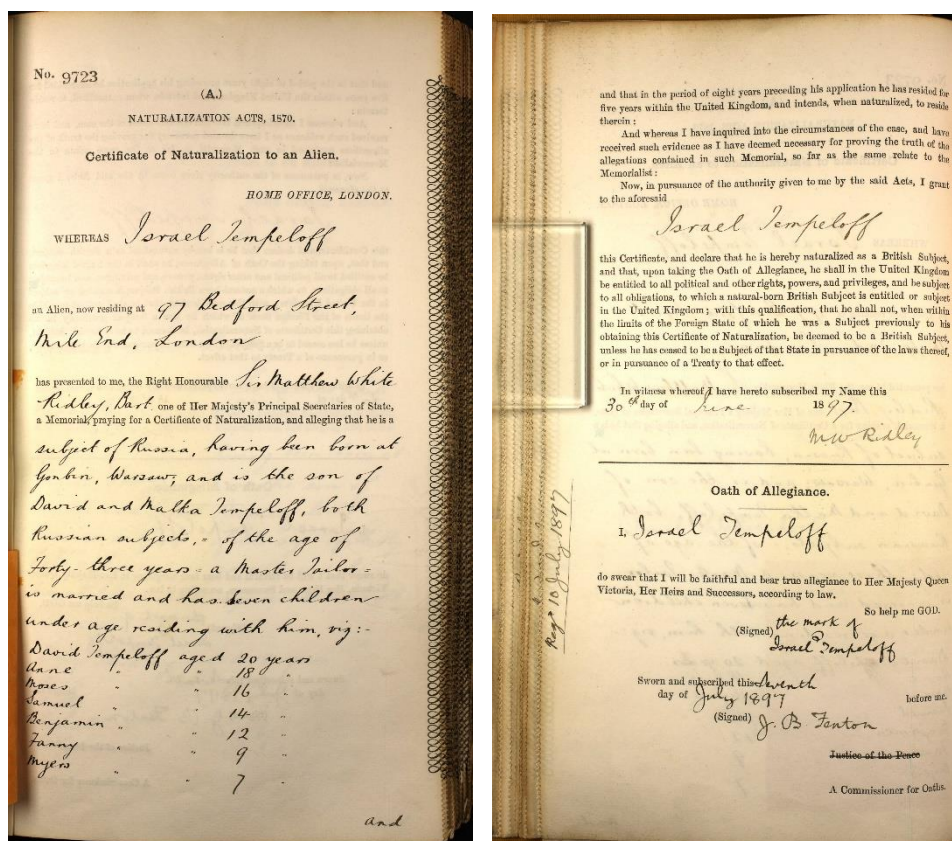 No. 9723
(A.)
NATURALIZATION ACTS, 1870.
Certificate of Naturalization to an Alien.
HOME OFFICE, LONDON.
WHEREAS Israel Tempeloff
an Alien, now residing at 97 Bedford Street,
Mile End, London
has presented to me, the Right Honourable Sir Matthew White
Ridley, Bart. one of Her Majesty's Principal Secretaries of State,
a Memorial, praying for a Certificate of Naturalization, and alleging that he is a
subject of Russia, having been born at
Gonbin, Warsaw; and is the son of
David and Malka Tempeloff, both
Russian subjects, - of the age of
Forty-three years - a Master Tailor -
is married and has seven children
under age residing with him, viz:-
David Tempeloff aged 20 years
Anne " " 18 "
Moses " " 16 "
Samuel " " 14 "
Benjamin " " 12 "
Fanny " " 9 "
Myers " " 7 "
and
and that in the period of eight years preceding his application he has resided for
five years within the United Kingdom, and intends, when naturalized, to reside
therein:
And whereas I have inquired into the circumstances of the case, and have
received such evidence as I have deemed necessary for proving the truth of the
allegations contained in such Memorial, so far as the same relate to the
Memorialist:
Now, in pursuance of the authority given to me by the said Acts, I grant
to the aforesaid
Israel Tempeloff
this Certificate, and declare that he is hereby naturalized as a British Subject,
and that, upon taking the Oath of Allegiance, he shall in the United Kingdom
be entitled to all political and other rights, powers, and privileges, and be subject
to all obligations, to which a natural-born British Subject is entitled or subject
in the United Kingdom; with this qualification, that he shall not, when within
the limits of the Foreign State of which he was a Subject previously to his
obtaining this Certificate of Naturalization, be deemed to be a British Subject,
unless he has ceased to be a Subject of that State in pursuance of the laws thereof,
or in pursuance of a Treaty to that effect.
In witness whereof I have hereto subscribed my Name this
30th day of June 1897.
MW Ridley
Oath of Allegiance.
I, Israel Tempeloff
do swear that I will be faithful and bear true allegiance to Her Majesty Queen
Victoria, Her Heirs and Successors, according to law.
So help me GOD.
(Signed) the mark of
Israel Tempeloff
Sworn and subscribed this seventh
day of July 1897 before me.
(Signed) J. B Fenton
Justice of the Peace
A Commissioner for Oaths.
Regd 10 July 1897